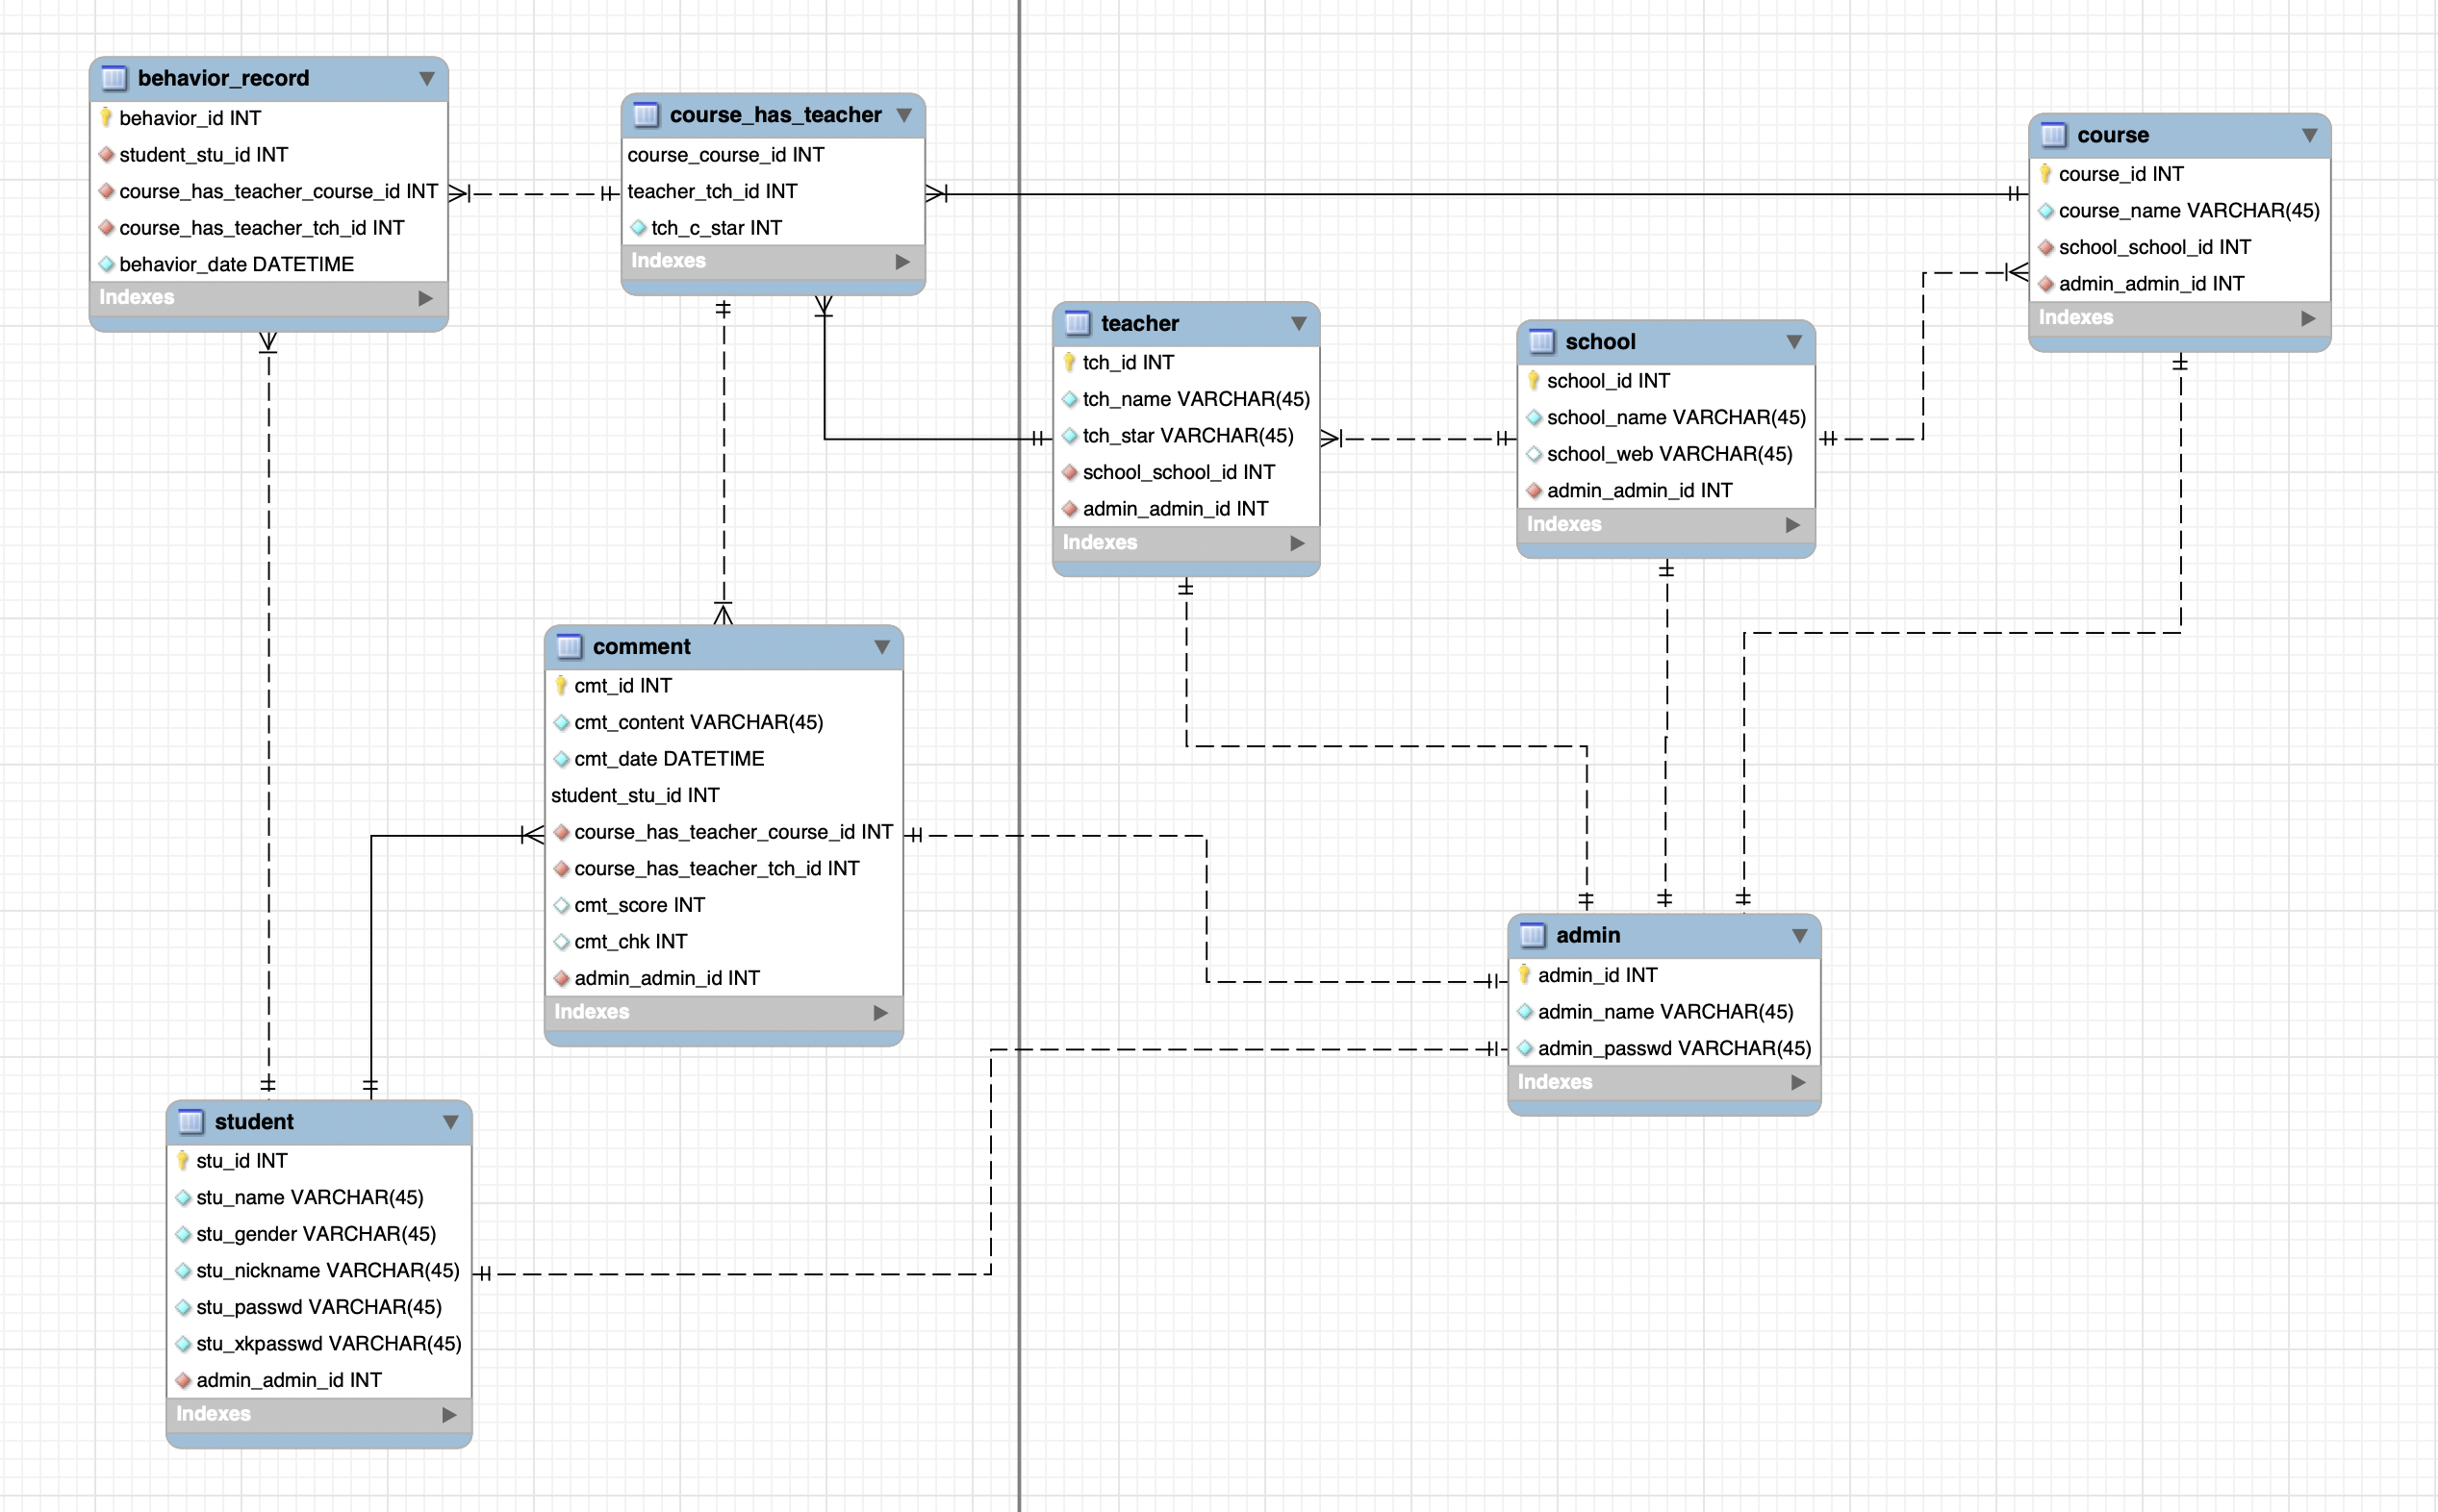 behavior_record
behavior_id INT
student_stu_id INT
course_has_teacher_course_id INT
course_has_teacher_tch_id INT
behavior_date DATETIME
Indexes
course_has_teacher
course_course_id INT
teacher_tch_id INT
tch_c_star INT
Indexes
course
course_id INT
course_name VARCHAR(45)
school_school_id INT
admin_admin_id INT
Indexes
teacher
tch_id INT
tch_name VARCHAR(45)
tch_star VARCHAR(45)
school_school_id INT
admin_admin_id INT
Indexes
school
school_id INT
school_name VARCHAR(45)
school_web VARCHAR(45)
admin_admin_id INT
Indexes
comment
cmt_id INT
cmt_content VARCHAR(45)
cmt_date DATETIME
student_stu_id INT
course_has_teacher_course_id INT
course_has_teacher_tch_id INT
cmt_score INT
cmt_chk INT
admin_admin_id INT
Indexes
admin
admin_id INT
admin_name VARCHAR(45)
admin_passwd VARCHAR(45)
Indexes
student
stu_id INT
stu_name VARCHAR(45)
stu_gender VARCHAR(45)
stu_nickname VARCHAR(45)
stu_passwd VARCHAR(45)
stu_xkpasswd VARCHAR(45)
admin_admin_id INT
Indexes